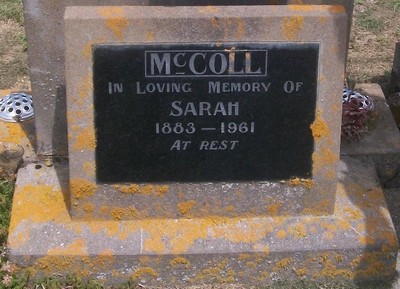 McCOLL
IN LOVING MEMORY OF
SARAH
1883 — 1961
AT REST